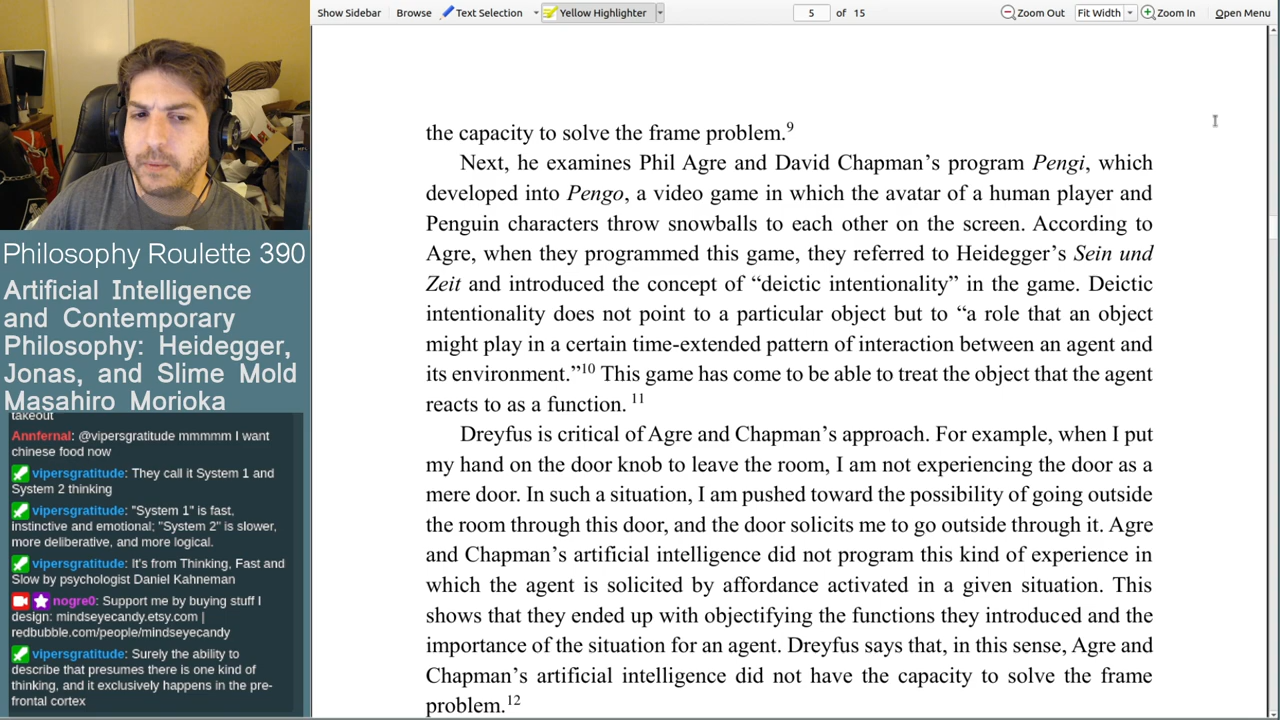 Show Sidebar Browse Text Selection Yellow Highlighter 5 of 15 Zoom Out Fit Width Zoom In Open Menu
the capacity to solve the frame problem.9
Next, he examines Phil Agre and David Chapman's program Pengi, which
developed into Pengo, a video game in which the avatar of a human player and
Penguin characters throw snowballs to each other on the screen. According to
Agre, when they programmed this game, they referred to Heidegger's Sein und
Zeit and introduced the concept of “deictic intentionality” in the game. Deictic
intentionality does not point to a particular object but to “a role that an object
might play in a certain time-extended pattern of interaction between an agent and
its environment.”10 This game has come to be able to treat the object that the agent
reacts to as a function. 11
Dreyfus is critical of Agre and Chapman's approach. For example, when I put
my hand on the door knob to leave the room, I am not experiencing the door as a
mere door. In such a situation, I am pushed toward the possibility of going outside
the room through this door, and the door solicits me to go outside through it. Agre
and Chapman's artificial intelligence did not program this kind of experience in
which the agent is solicited by affordance activated in a given situation. This
shows that they ended up with objectifying the functions they introduced and the
importance of the situation for an agent. Dreyfus says that, in this sense, Agre and
Chapman's artificial intelligence did not have the capacity to solve the frame
problem.12
Philosophy Roulette 390
Artificial Intelligence
and Contemporary
Philosophy: Heidegger,
Jonas, and Slime Mold
Masahiro Morioka
takeout
Annfernal: @vipersgratitude mmmmm I want
chinese food now
vipersgratitude: They call it System 1 and
System 2 thinking
vipersgratitude: "System 1" is fast,
instinctive and emotional; "System 2" is slower,
more deliberative, and more logical.
vipersgratitude: It's from Thinking, Fast and
Slow by psychologist Daniel Kahneman
nogre0: Support me by buying stuff I
design: mindseyecandy.etsy.com |
redbubble.com/people/mindseyecandy
vipersgratitude: Surely the ability to
describe that presumes there is one kind of
thinking, and it exclusively happens in the pre-
frontal cortex